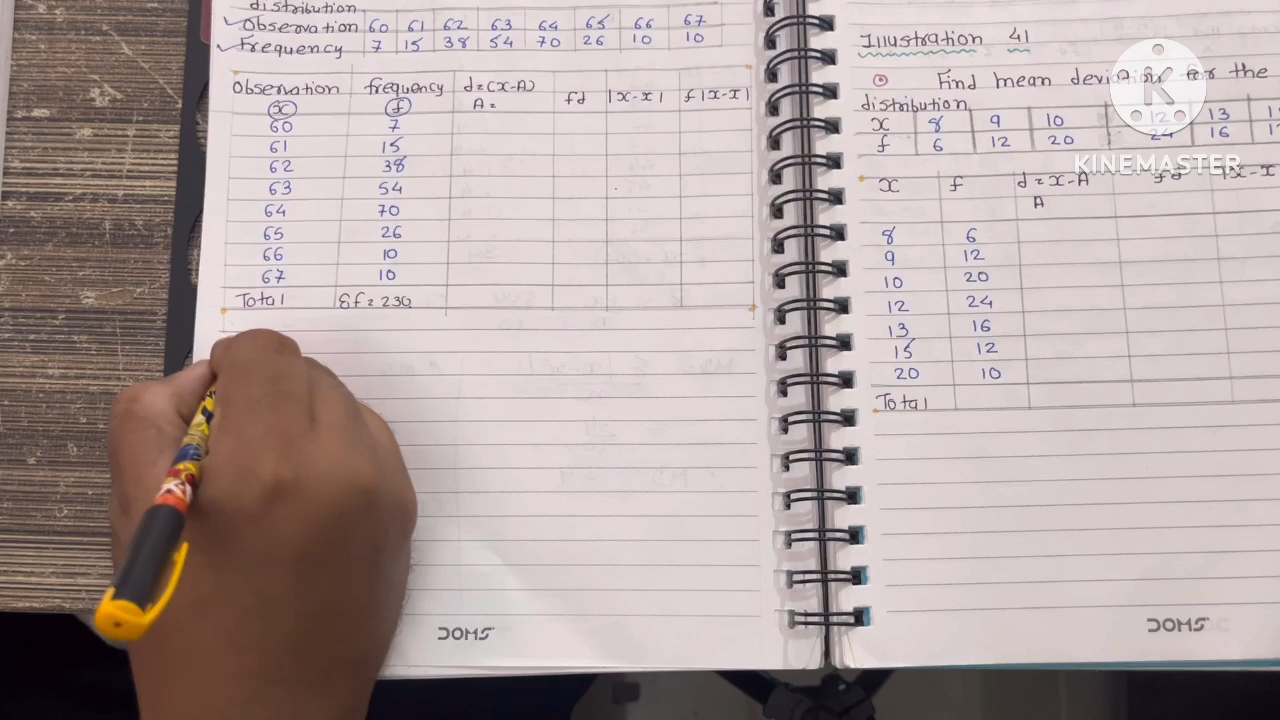 distribution
Observation 60 61 62 63 64 65 66 67
Frequency 7 15 38 54 70 26 10 10
Observation frequency d=(x-A) fd |x-x| f|x-x|
(x) (f) A=
60 7
61 15
62 38
63 54
64 70
65 26
66 10
67 10
Total Σf=230
DOMS
Illustration 41
Find mean deviation for the
distribution
x 8 9 10 12 13
f 6 12 20 24 16
x f d=x-A fd |x-x
A
8 6
9 12
10 20
12 24
13 16
15 12
20 10
Total
DOMS
K
KINEMASTER